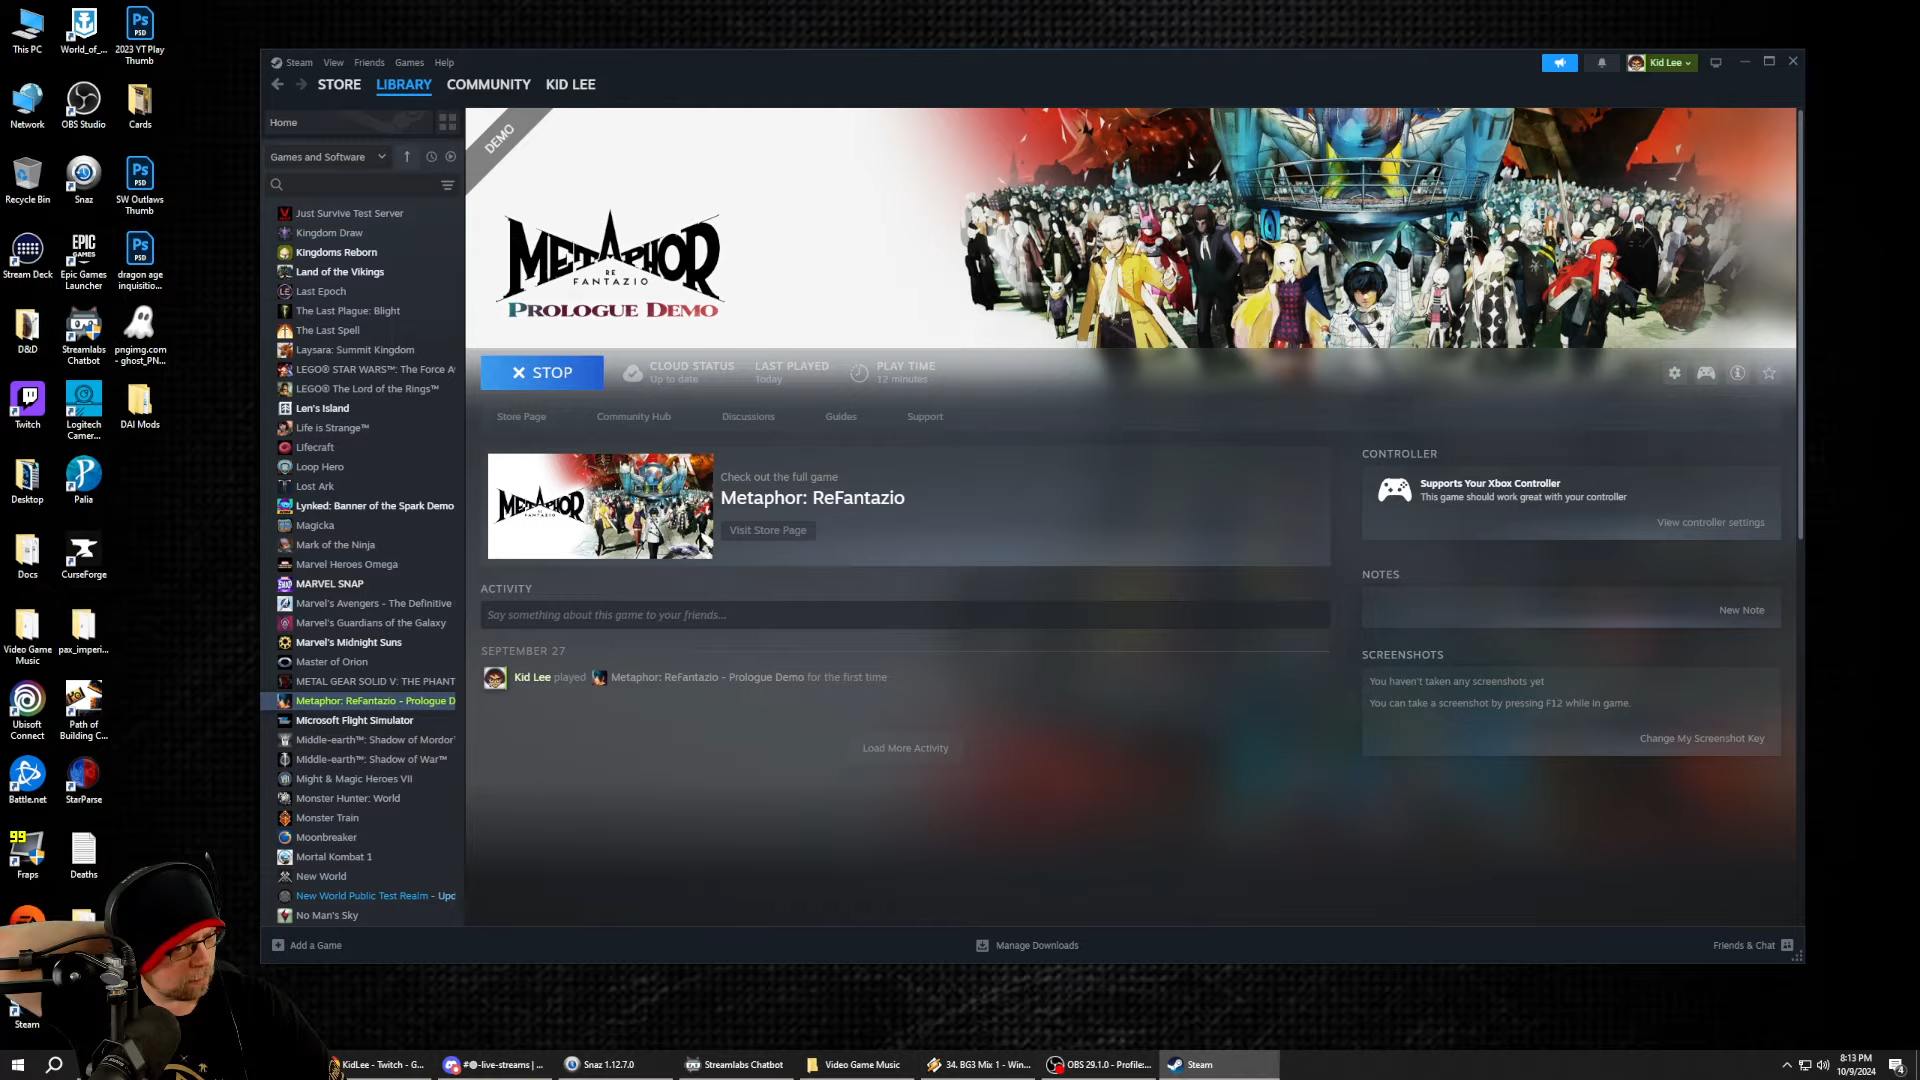 This PC
World_of_...
2023 YT Play
Thumb
Network
OBS Studio
Cards
Recycle Bin
Snaz
SW Outlaws
Thumb
Stream Deck
EPIC
GAMES
Epic Games
Launcher
dragon age
inquisitio...
D&D
Streamlabs
Chatbot
pngimg.com
- ghost_PN...
Twitch
Logitech
Camer...
DAI Mods
Desktop
Palia
Docs
CurseForge
Video Game
Music
pax_imperi...
Ubisoft
Connect
Path of
Building C...
Battle.net
StarParse
99
Fraps
Deaths
Steam
Steam View Friends Games Help
Kid Lee
STORE LIBRARY COMMUNITY KID LEE
Home
Games and Software
Just Survive Test Server
Kingdom Draw
Kingdoms Reborn
Land of the Vikings
Last Epoch
The Last Plague: Blight
The Last Spell
Laysara: Summit Kingdom
LEGO® STAR WARS™: The Force A
LEGO® The Lord of the Rings™
Len's Island
Life is Strange™
Lifecraft
Loop Hero
Lost Ark
Lynked: Banner of the Spark Demo
Magicka
Mark of the Ninja
Marvel Heroes Omega
MARVEL SNAP
Marvel's Avengers - The Definitive
Marvel's Guardians of the Galaxy
Marvel's Midnight Suns
Master of Orion
METAL GEAR SOLID V: THE PHANT
Metaphor: ReFantazio - Prologue D
Microsoft Flight Simulator
Middle-earth™: Shadow of Mordor™
Middle-earth™: Shadow of War™
Might & Magic Heroes VII
Monster Hunter: World
Monster Train
Moonbreaker
Mortal Kombat 1
New World
New World Public Test Realm - Upd
No Man's Sky
Add a Game
DEMO
METAPHOR
RE
FANTAZIO
PROLOGUE DEMO
STOP
CLOUD STATUS
Up to date
LAST PLAYED
Today
PLAY TIME
12 minutes
Store Page Community Hub Discussions Guides Support
METAPHOR
Check out the full game
Metaphor: ReFantazio
Visit Store Page
ACTIVITY
Say something about this game to your friends...
SEPTEMBER 27
Kid Lee played Metaphor: ReFantazio - Prologue Demo for the first time
Load More Activity
CONTROLLER
Supports Your Xbox Controller
This game should work great with your controller
View controller settings
NOTES
New Note
SCREENSHOTS
You haven't taken any screenshots yet
You can take a screenshot by pressing F12 while in game.
Change My Screenshot Key
Manage Downloads
Friends & Chat
KidLee - Twitch - G...
#🔴-live-streams | ...
Snaz 1.12.7.0
Streamlabs Chatbot
Video Game Music
34. BG3 Mix 1 - Win...
OBS 29.1.0 - Profile:...
Steam
8:13 PM
10/9/2024
4